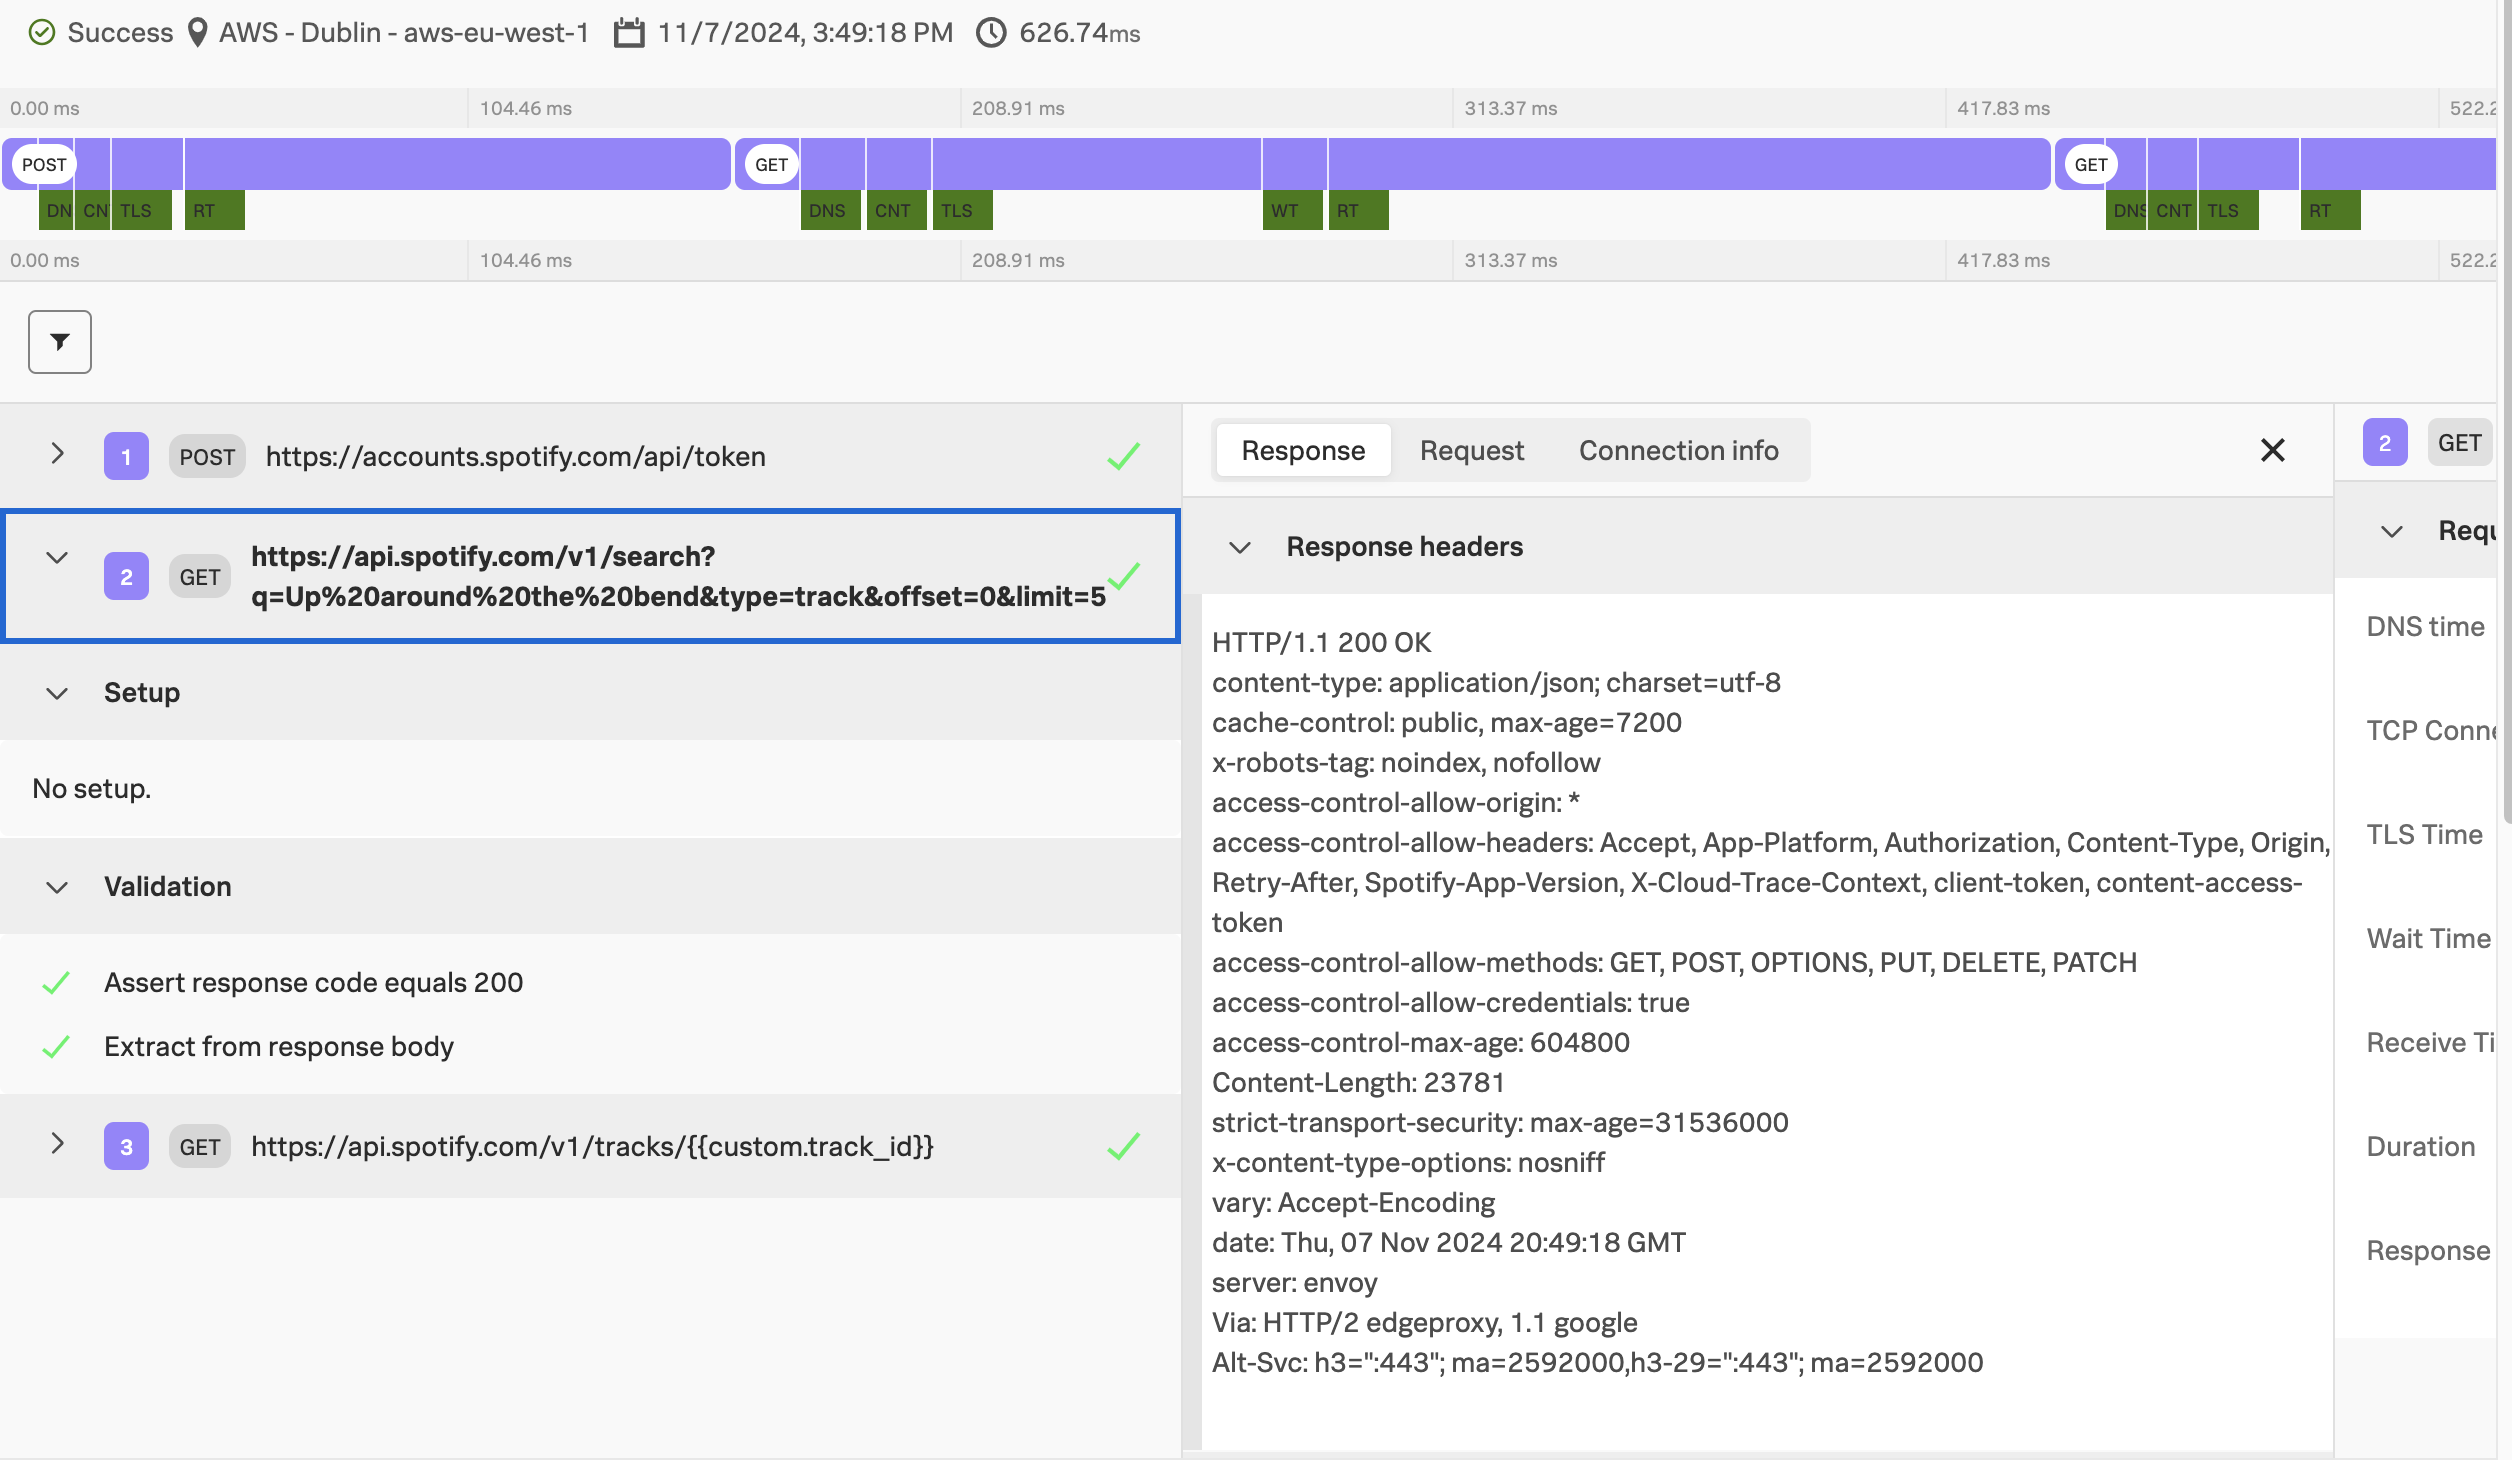 Success AWS - Dublin - aws-eu-west-1 11/7/2024, 3:49:18 PM 626.74ms
0.00 ms 104.46 ms 208.91 ms 313.37 ms 417.83 ms 522.2
POST GET GET
DN CN TLS RT DNS CNT TLS WT RT DNS CNT TLS RT
0.00 ms 104.46 ms 208.91 ms 313.37 ms 417.83 ms 522.2
1 POST https://accounts.spotify.com/api/token
2 GET https://api.spotify.com/v1/search?
q=Up%20around%20the%20bend&type=track&offset=0&limit=5
Setup
No setup.
Validation
Assert response code equals 200
Extract from response body
3 GET https://api.spotify.com/v1/tracks/{{custom.track_id}}
Response Request Connection info
Response headers
HTTP/1.1 200 OK
content-type: application/json; charset=utf-8
cache-control: public, max-age=7200
x-robots-tag: noindex, nofollow
access-control-allow-origin: *
access-control-allow-headers: Accept, App-Platform, Authorization, Content-Type, Origin,
Retry-After, Spotify-App-Version, X-Cloud-Trace-Context, client-token, content-access-
token
access-control-allow-methods: GET, POST, OPTIONS, PUT, DELETE, PATCH
access-control-allow-credentials: true
access-control-max-age: 604800
Content-Length: 23781
strict-transport-security: max-age=31536000
x-content-type-options: nosniff
vary: Accept-Encoding
date: Thu, 07 Nov 2024 20:49:18 GMT
server: envoy
Via: HTTP/2 edgeproxy, 1.1 google
Alt-Svc: h3=":443"; ma=2592000,h3-29=":443"; ma=2592000
2 GET
Requ
DNS time
TCP Conne
TLS Time
Wait Time
Receive Ti
Duration
Response